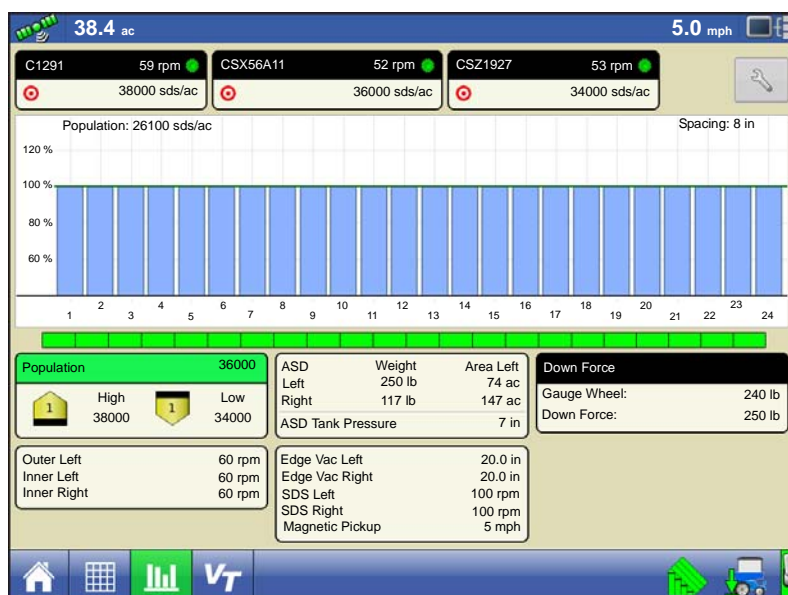 38.4 ac 5.0 mph
C1291 59 rpm
38000 sds/ac
CSX56A11 52 rpm
36000 sds/ac
CSZ1927 53 rpm
34000 sds/ac
Population: 26100 sds/ac Spacing: 8 in
120 %
100 %
80 %
60 %
1 2 3 4 5 6 7 8 9 10 11 12 13 14 15 16 17 18 19 20 21 22 23 24
Population 36000
1 High 1 Low
38000 34000
ASD Weight Area Left
Left 250 lb 74 ac
Right 117 lb 147 ac
ASD Tank Pressure 7 in
Down Force
Gauge Wheel: 240 lb
Down Force: 250 lb
Outer Left 60 rpm
Inner Left 60 rpm
Inner Right 60 rpm
Edge Vac Left 20.0 in
Edge Vac Right 20.0 in
SDS Left 100 rpm
SDS Right 100 rpm
Magnetic Pickup 5 mph
VT